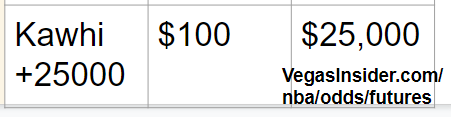 Kawhi $100 $25,000
+25000
VegasInsider.com/
nba/odds/futures